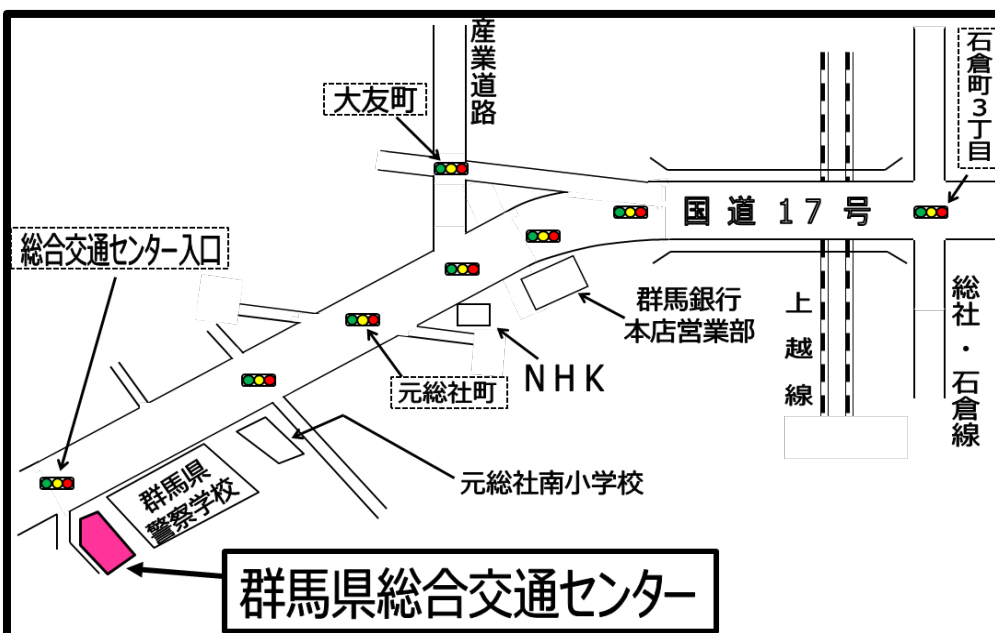 産業道路
石倉町3丁目
大友町
国道17号
総合交通センター入口
群馬銀行
本店営業部
上越線
総社・石倉線
NHK
元総社町
元総社南小学校
群馬県
警察学校
群馬県総合交通センター